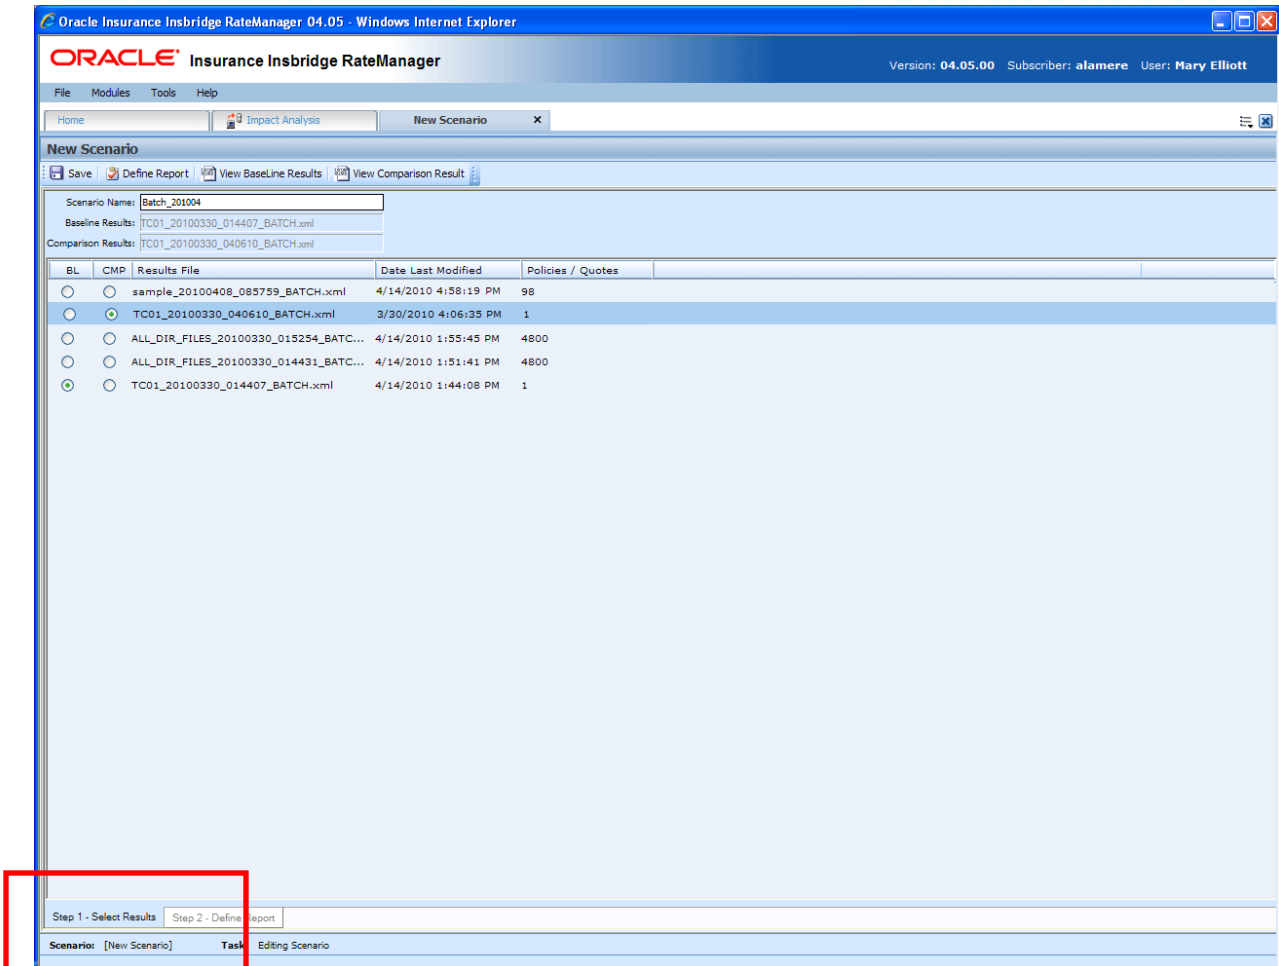 Oracle Insurance Insbridge RateManager 04.05 - Windows Internet Explorer
ORACLE Insurance Insbridge RateManager
Version: 04.05.00 Subscriber: alamere User: Mary Elliott
File Modules Tools Help
Home Impact Analysis New Scenario
New Scenario
Save Define Report View BaseLine Results View Comparison Result
Scenario Name: Batch_201004
Baseline Results: TC01_20100330_014407_BATCH.xml
Comparison Results: TC01_20100330_040610_BATCH.xml
BL CMP Results File Date Last Modified Policies / Quotes
sample_20100408_085759_BATCH.xml 4/14/2010 4:58:19 PM 98
TC01_20100330_040610_BATCH.xml 3/30/2010 4:06:35 PM 1
ALL_DIR_FILES_20100330_015254_BATC... 4/14/2010 1:55:45 PM 4800
ALL_DIR_FILES_20100330_014431_BATC... 4/14/2010 1:51:41 PM 4800
TC01_20100330_014407_BATCH.xml 4/14/2010 1:44:08 PM 1
Step 1 - Select Results Step 2 - Define Report
Scenario: [New Scenario] Task Editing Scenario